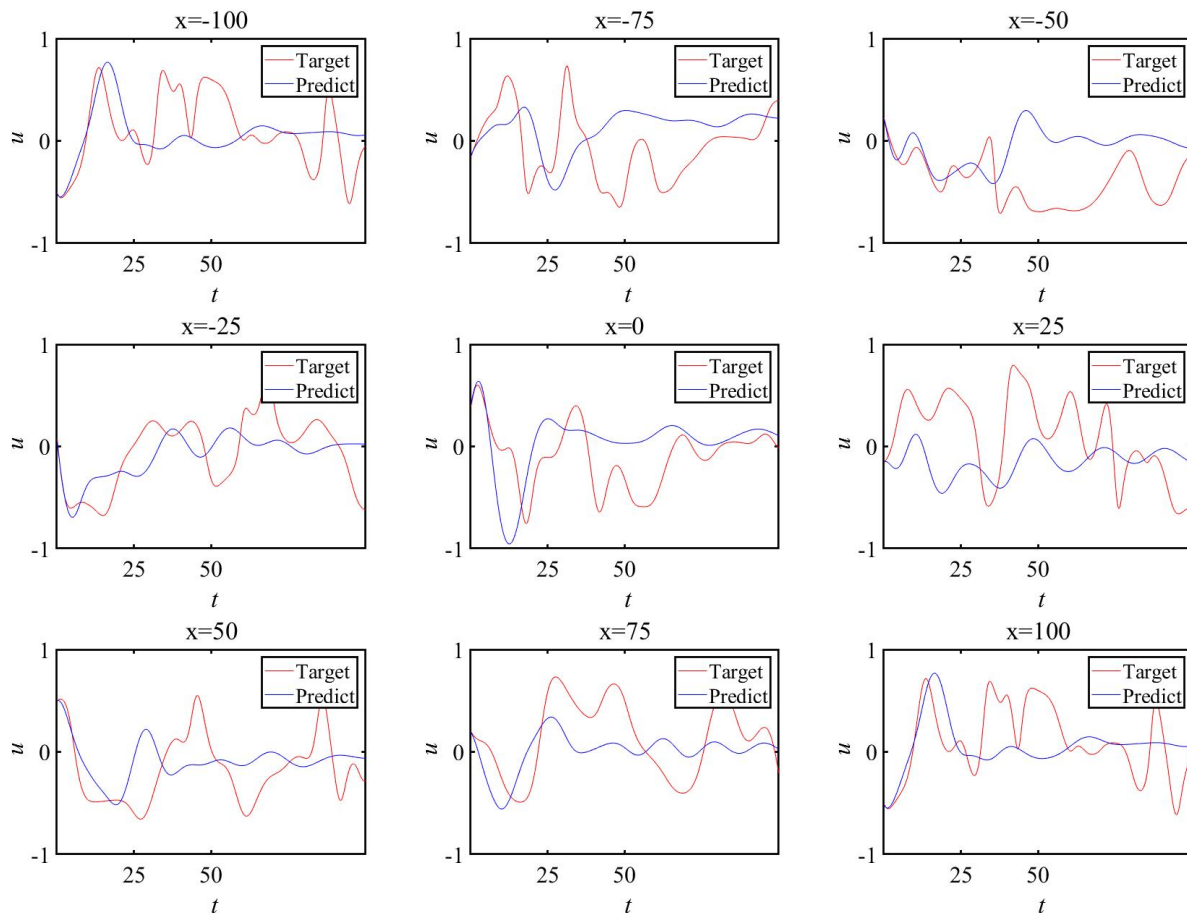 x=-100
1
Target
Predict
u
0
-1
25
50
t
x=-75
1
Target
Predict
u
0
-1
25
50
t
x=-50
1
Target
Predict
u
0
-1
25
50
t
x=-25
1
Target
Predict
u
0
-1
25
50
t
x=0
1
Target
Predict
u
0
-1
25
50
t
x=25
1
Target
Predict
u
0
-1
25
50
t
x=50
1
Target
Predict
u
0
-1
25
50
t
x=75
1
Target
Predict
u
0
-1
25
50
t
x=100
1
Target
Predict
u
0
-1
25
50
t